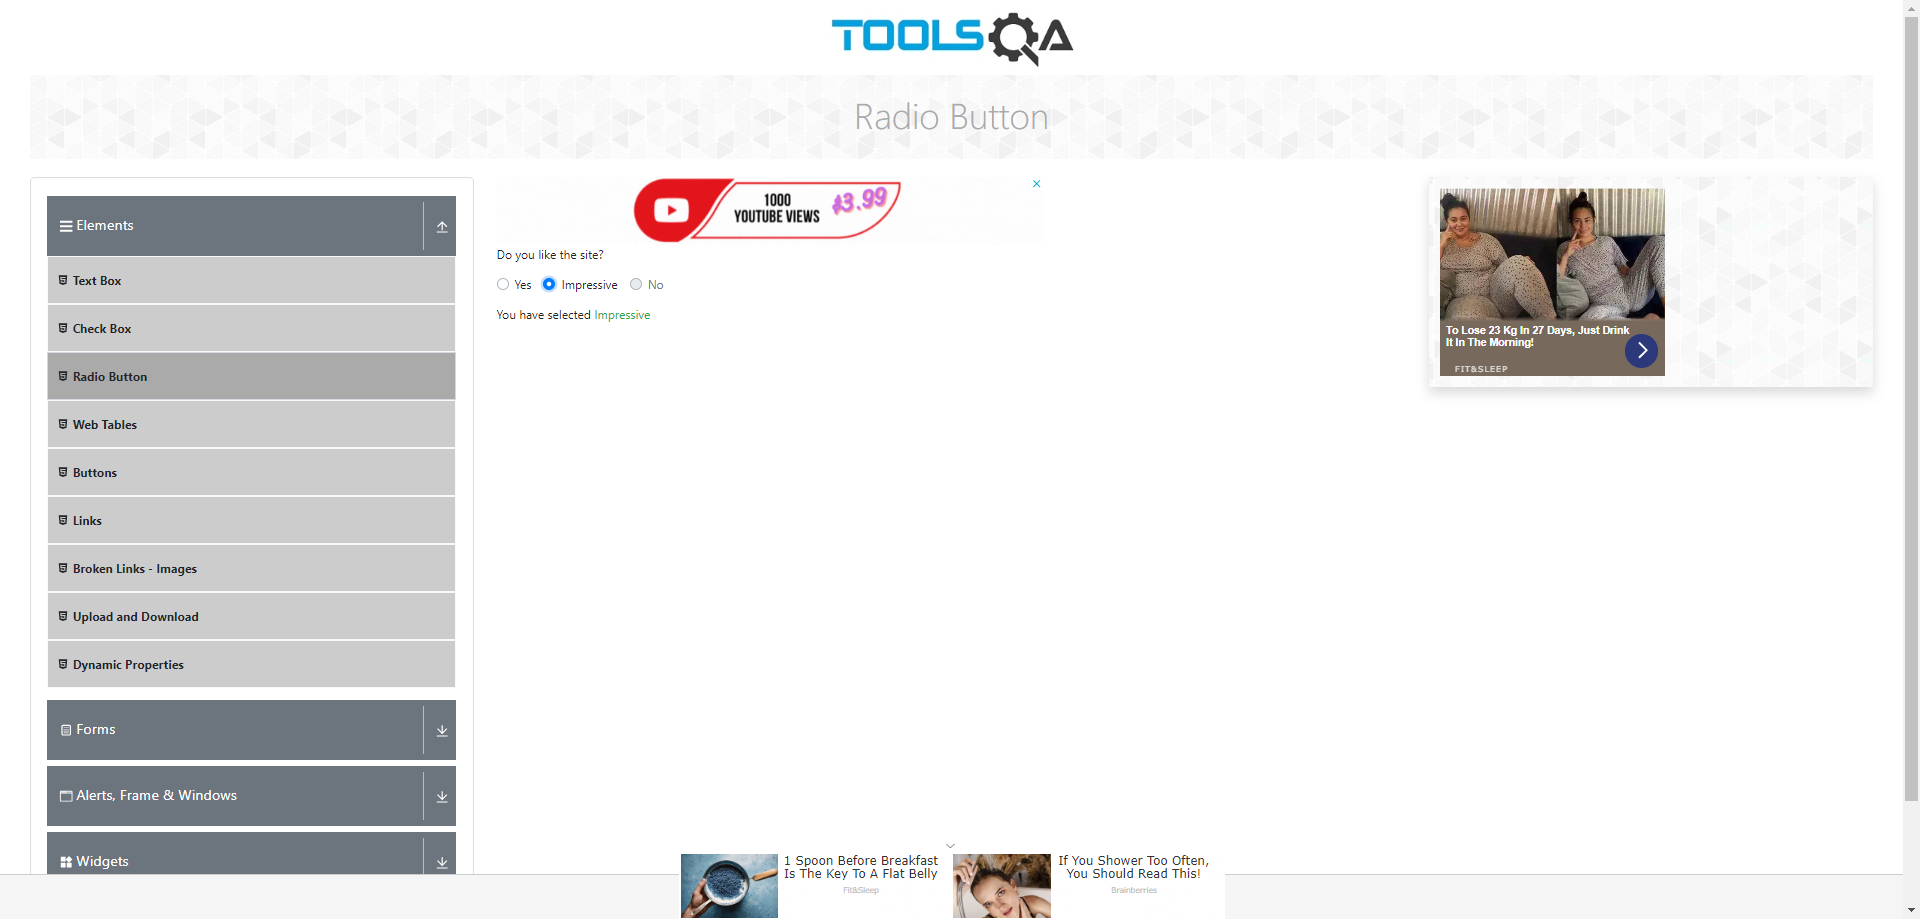 TOOLSQA
Radio Button
Elements
Text Box
Check Box
Radio Button
Web Tables
Buttons
Links
Broken Links - Images
Upload and Download
Dynamic Properties
Forms
Alerts, Frame & Windows
Widgets
1000
YOUTUBE VIEWS
$3.99
Do you like the site?
Yes
Impressive
No
You have selected Impressive
To Lose 23 Kg In 27 Days, Just Drink
It In The Morning!
FIT&SLEEP
1 Spoon Before Breakfast
Is The Key To A Flat Belly
Fit&Sleep
If You Shower Too Often,
You Should Read This!
Brainberries